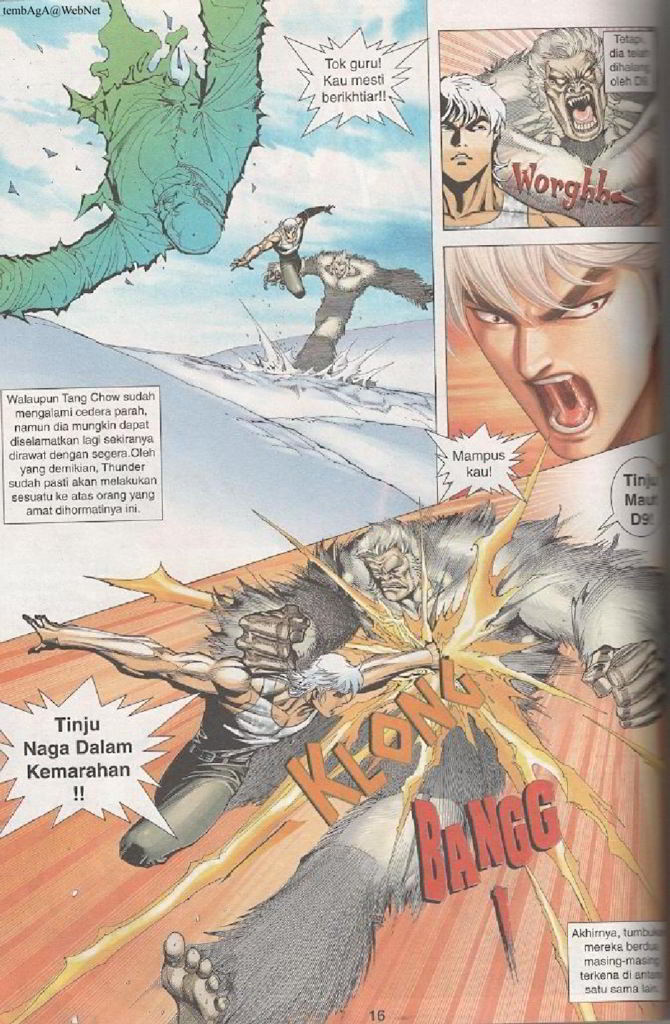 tembAgA@WebNet
Tok guru!
Kau mesti
berikhtiar!!
Tetapi,
dia telah
dihalang
oleh D9.
Worghh
Walaupun Tang Chow sudah
mengalami cedera parah,
namun dia mungkin dapat
diselamatkan lagi sekiranya
dirawat dengan segera.Oleh
yang demikian, Thunder
sudah pasti akan melakukan
sesuatu ke atas orang yang
amat dihormatinya ini.
Mampus
kau!
Tinju
Maut
D9!
Tinju
Naga Dalam
Kemarahan
!!
KLONG
BANGG
!
Akhirnya,
mereka berdua
masing-masing
terkena di antara
satu sama lain.
16